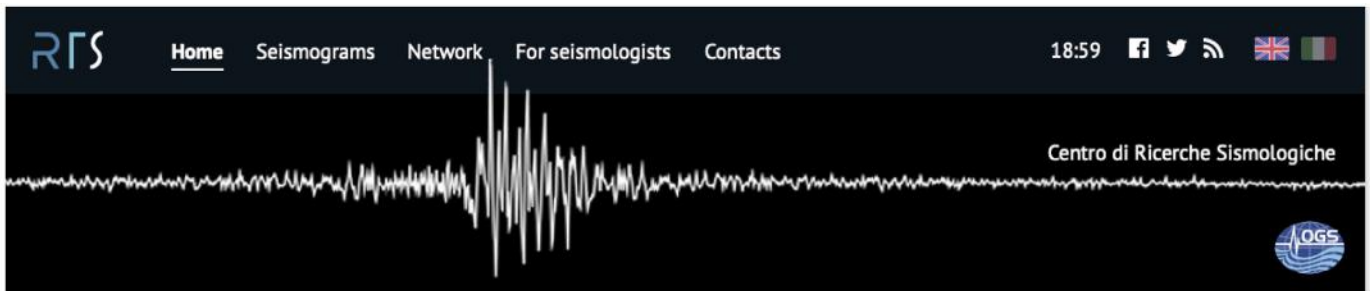 RTS Home Seismograms Network For seismologists Contacts 18:59
Centro di Ricerche Sismologiche
OGS